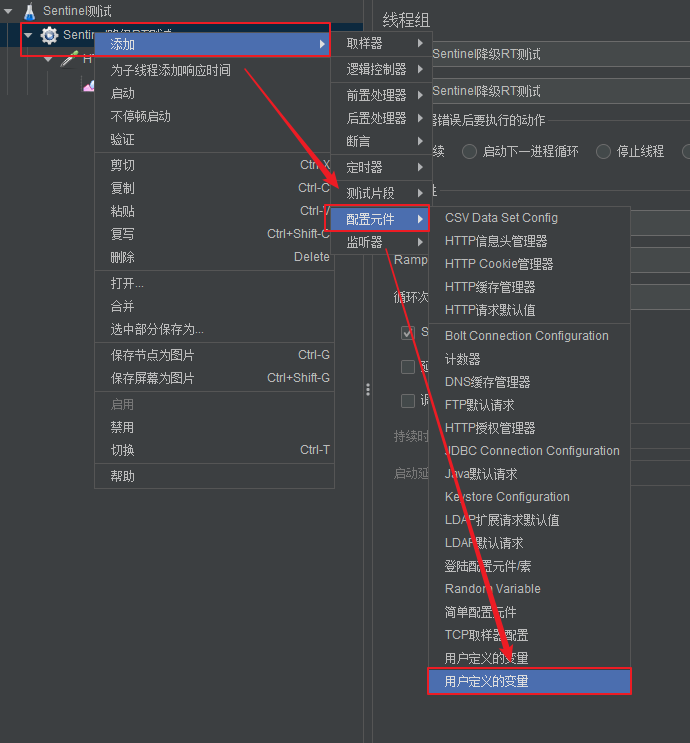 Sentinel测试
线程组
添加
为子线程添加响应时间
启动
不停顿启动
验证
剪切
复制 Ctrl-C
粘贴
复写 Ctrl+Shift-C
删除 Delete
打开...
合并
选中部分保存为...
保存节点为图片 Ctrl-G
保存屏幕为图片 Ctrl+Shift-G
启用
禁用
切换 Ctrl-T
帮助
取样器
逻辑控制器
前置处理器
后置处理器
断言
定时器
测试片段
配置元件
监听器
Sentinel降级RT测试
Sentinel降级RT测试
器错误后要执行的动作
续 启动下一进程循环 停止线程
Ramp
循环次
持续时
启动延
CSV Data Set Config
HTTP信息头管理器
HTTP Cookie管理器
HTTP缓存管理器
HTTP请求默认值
Bolt Connection Configuration
计数器
DNS缓存管理器
FTP默认请求
HTTP授权管理器
JDBC Connection Configuration
Java默认请求
Keystore Configuration
LDAP扩展请求默认值
LDAP默认请求
登陆配置元件/素
Random Variable
简单配置元件
TCP取样器配置
用户定义的变量
用户定义的变量